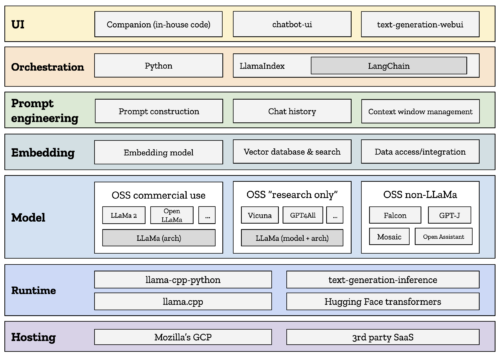 UI
Companion (in-house code)
chatbot-ui
text-generation-webui
Orchestration
Python
LlamaIndex
LangChain
Prompt
engineering
Prompt construction
Chat history
Context window management
Embedding
Embedding model
Vector database & search
Data access/integration
Model
OSS commercial use
LLaMa 2
Open
LLaMa
...
LLaMa (arch)
OSS “research only”
Vicuna
GPT4All
...
LLaMa (model + arch)
OSS non-LLaMa
Falcon
GPT-J
Mosaic
Open Assistant
Runtime
llama-cpp-python
text-generation-inference
llama.cpp
Hugging Face transformers
Hosting
Mozilla's GCP
3rd party SaaS